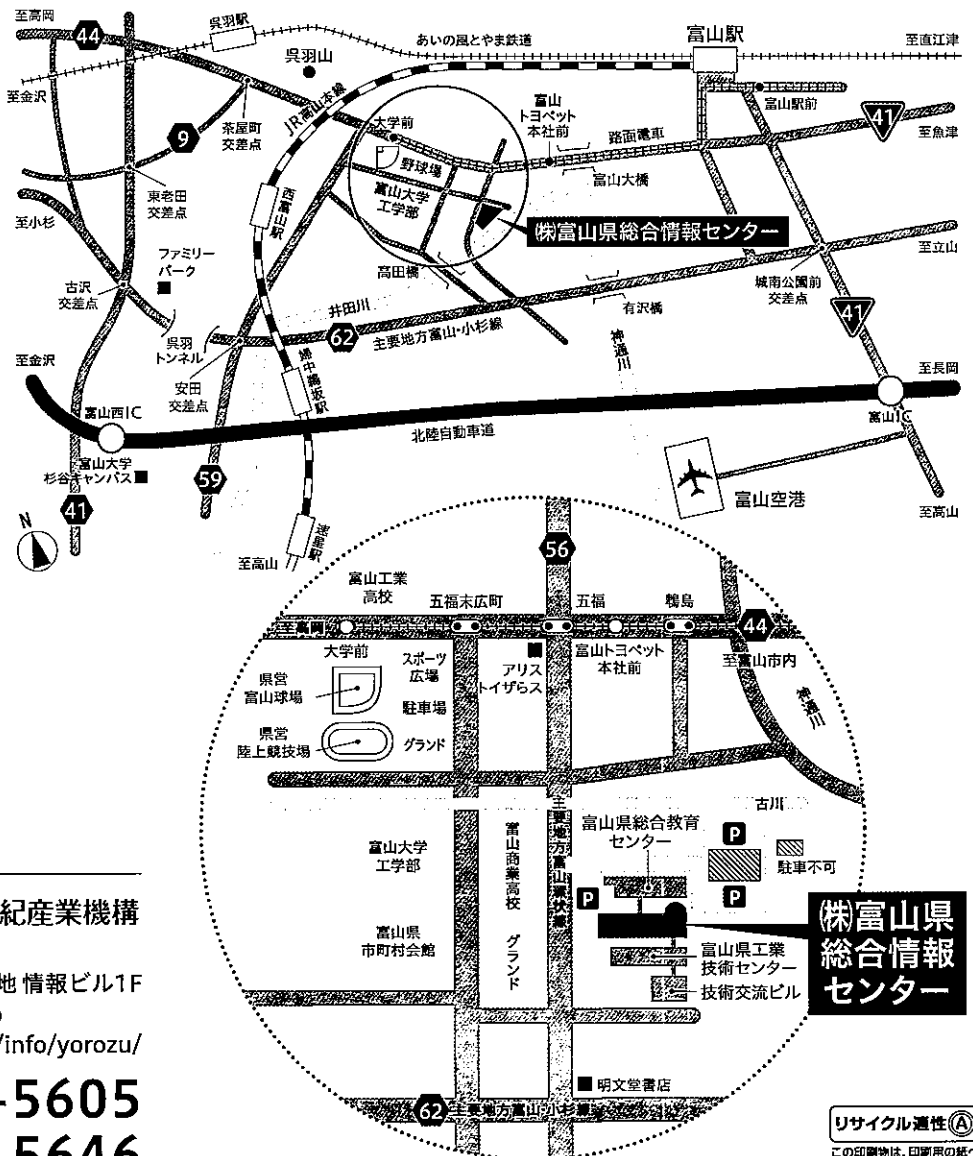 至高岡
44
呉羽駅
呉羽山
あいの風とやま鉄道
富山駅
至直江津
至金沢
9
茶屋町
交差点
JR高山本線
大学前
富山
トヨペット
本社前
路面電車
富山駅前
41
至魚津
東老田
交差点
野球場
富山大学
工学部
富山大橋
西富山駅
㈱富山県総合情報センター
至小杉
ファミリー
パーク
古沢
交差点
高田橋
至立山
城南公園前
交差点
有沢橋
井田川
62
主要地方富山・小杉線
41
神通川
呉羽
トンネル
安田
交差点
婦中鵜坂駅
至金沢
至長岡
富山西IC
富山IC
北陸自動車道
富山大学
杉谷キャンパス
59
41
富山空港
至高山
N
速星駅
至高山
56
富山工業
高校
五福末広町
五福
鵯島
至高岡
44
大学前
スポーツ
広場
アリス
トイザらス
富山トヨペット
本社前
至富山市内
県営
富山球場
駐車場
神通川
県営
陸上競技場
グランド
古川
主要地方富山
富山県総合教育
センター
P
駐車不可
富山大学
工学部
富山商業高校 グランド
P
P
㈱富山県
総合情報
センター
富山県
市町村会館
富山県工業
技術センター
技術交流ビル
明文堂書店
62
主要地方富山・小杉線
紀産業機構
地 情報ビル1F
/info/yorozu/
-5605
5646
リサイクル適性Ⓐ
この印刷物は、印刷用の紙へ